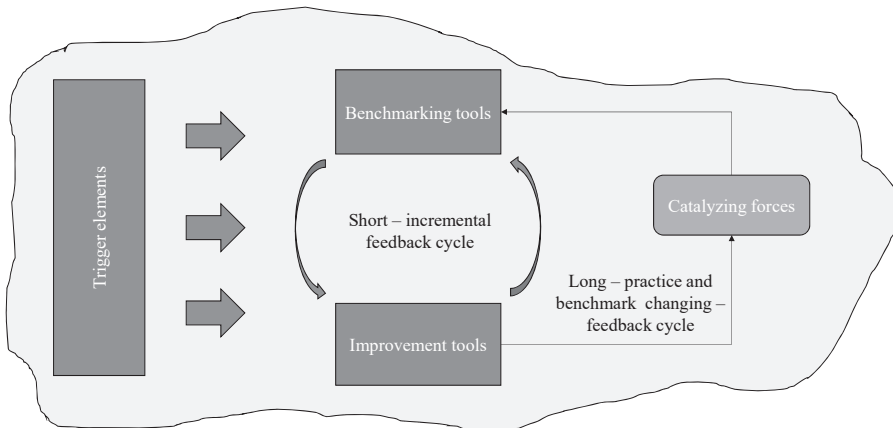 Trigger elements
Benchmarking tools
Short – incremental
feedback cycle
Improvement tools
Catalyzing forces
Long – practice and
benchmark changing –
feedback cycle